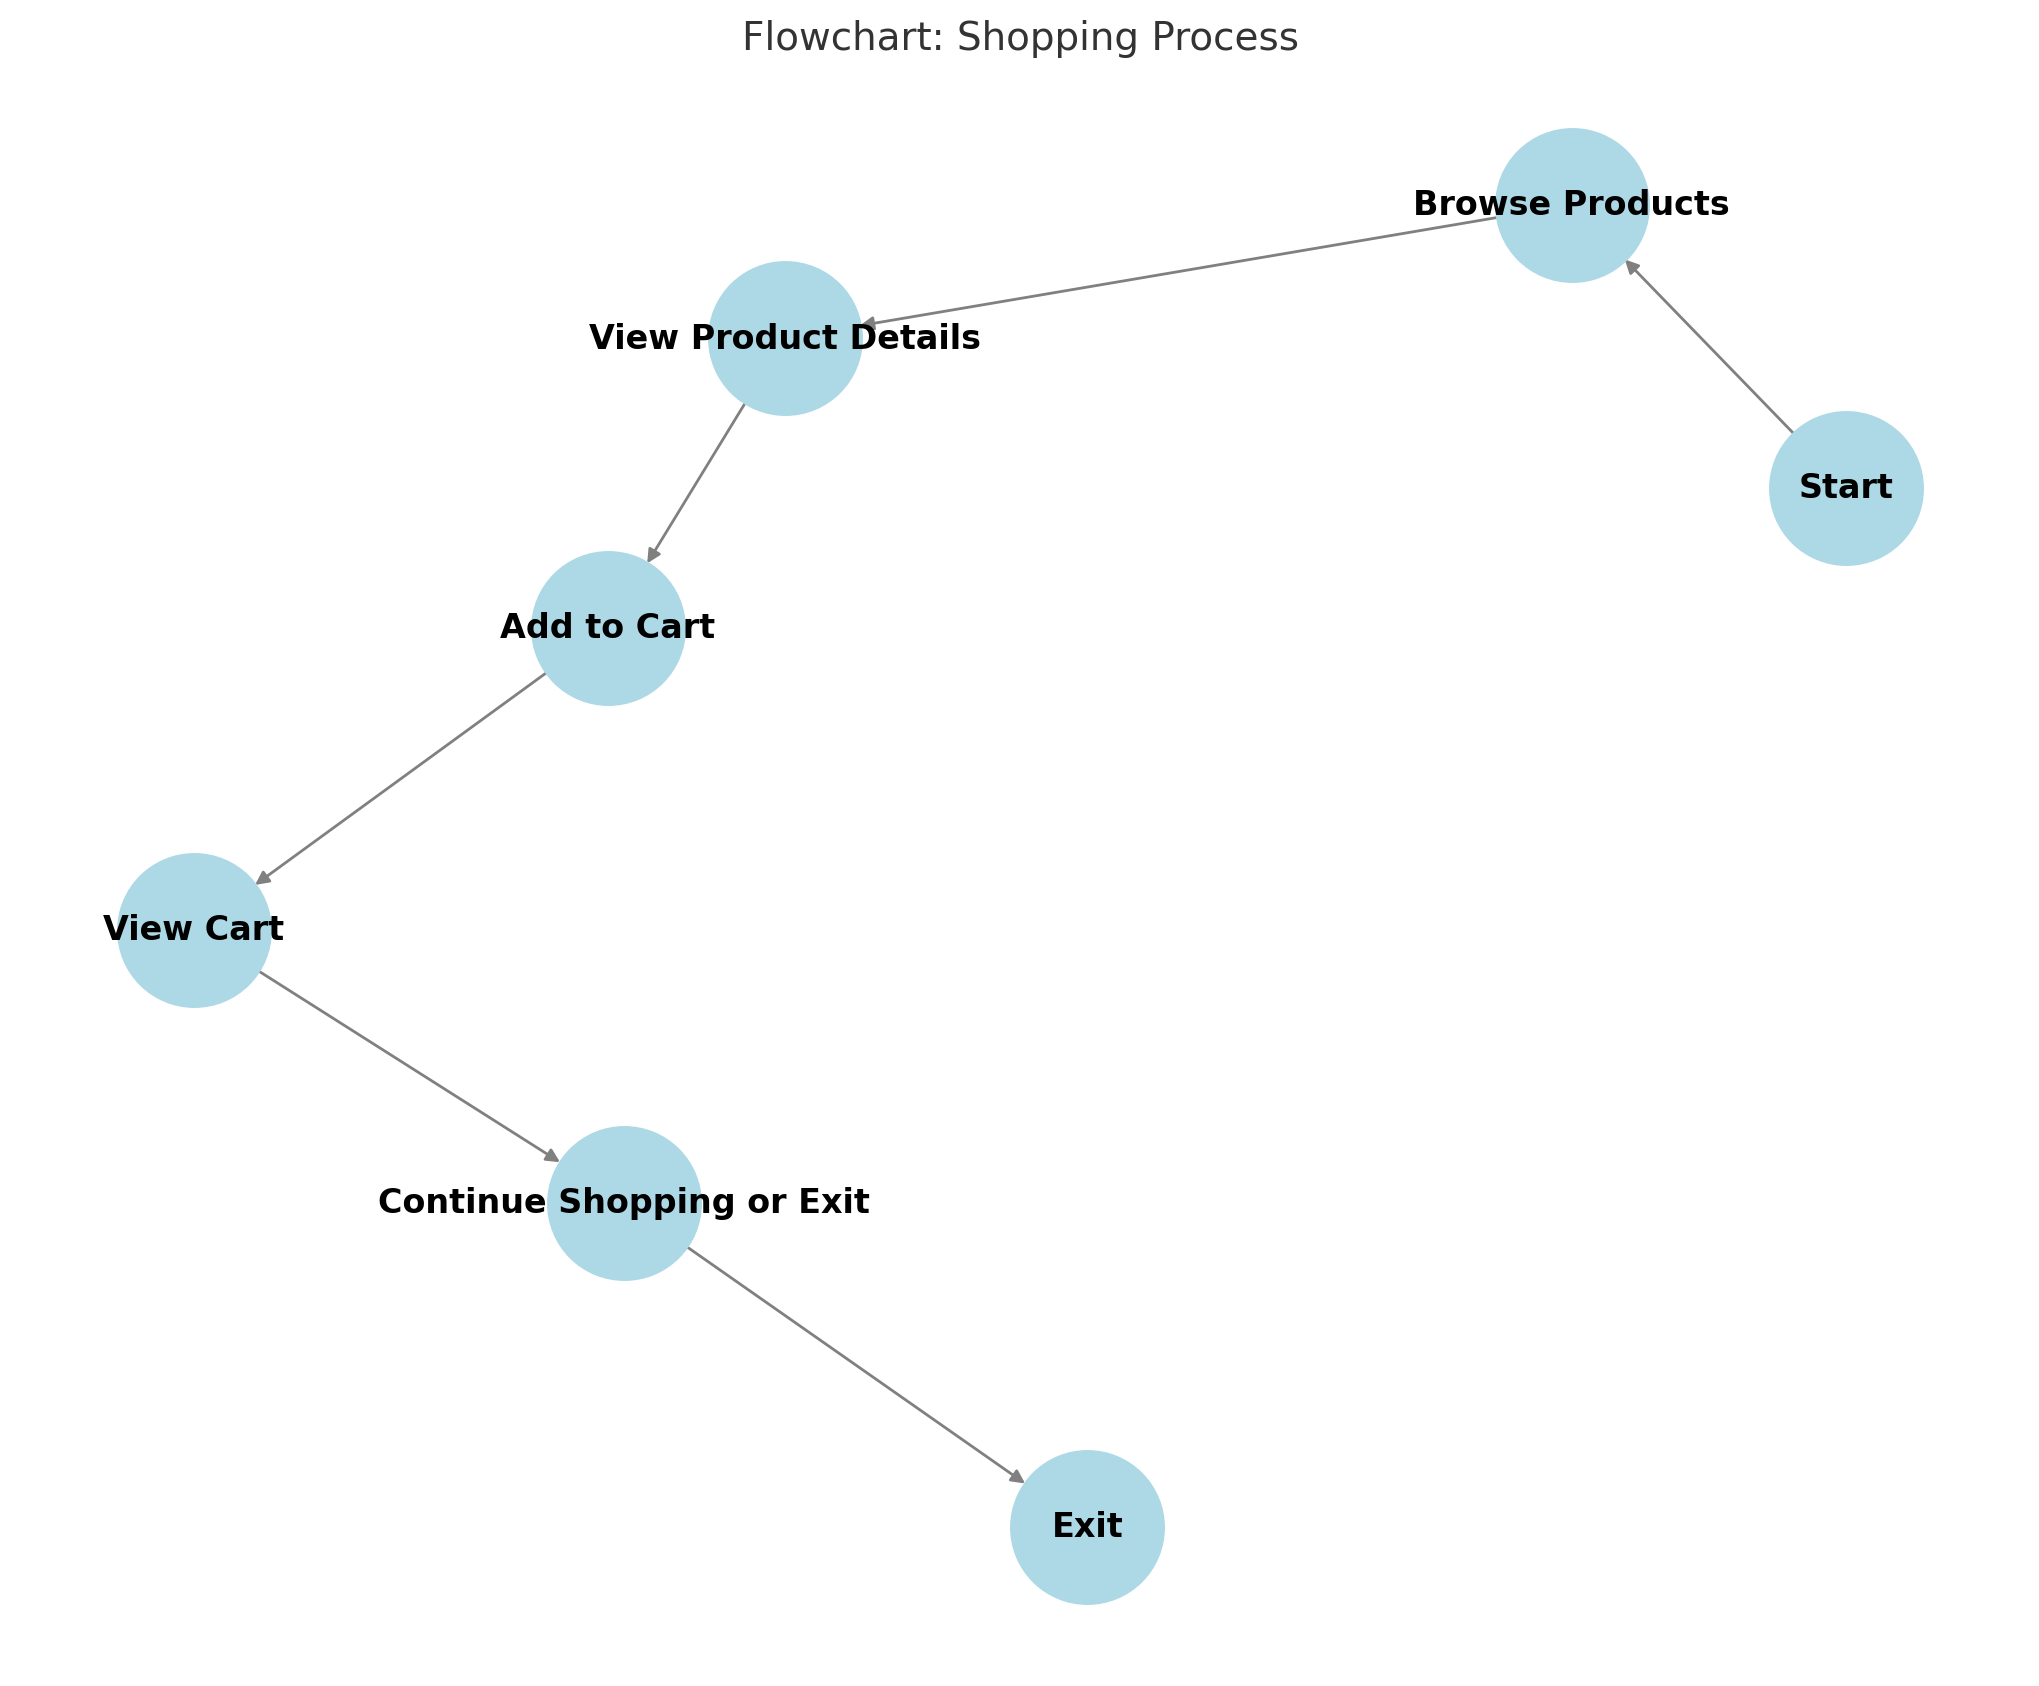 Flowchart: Shopping Process
Browse Products
View Product Details
Start
Add to Cart
View Cart
Continue Shopping or Exit
Exit